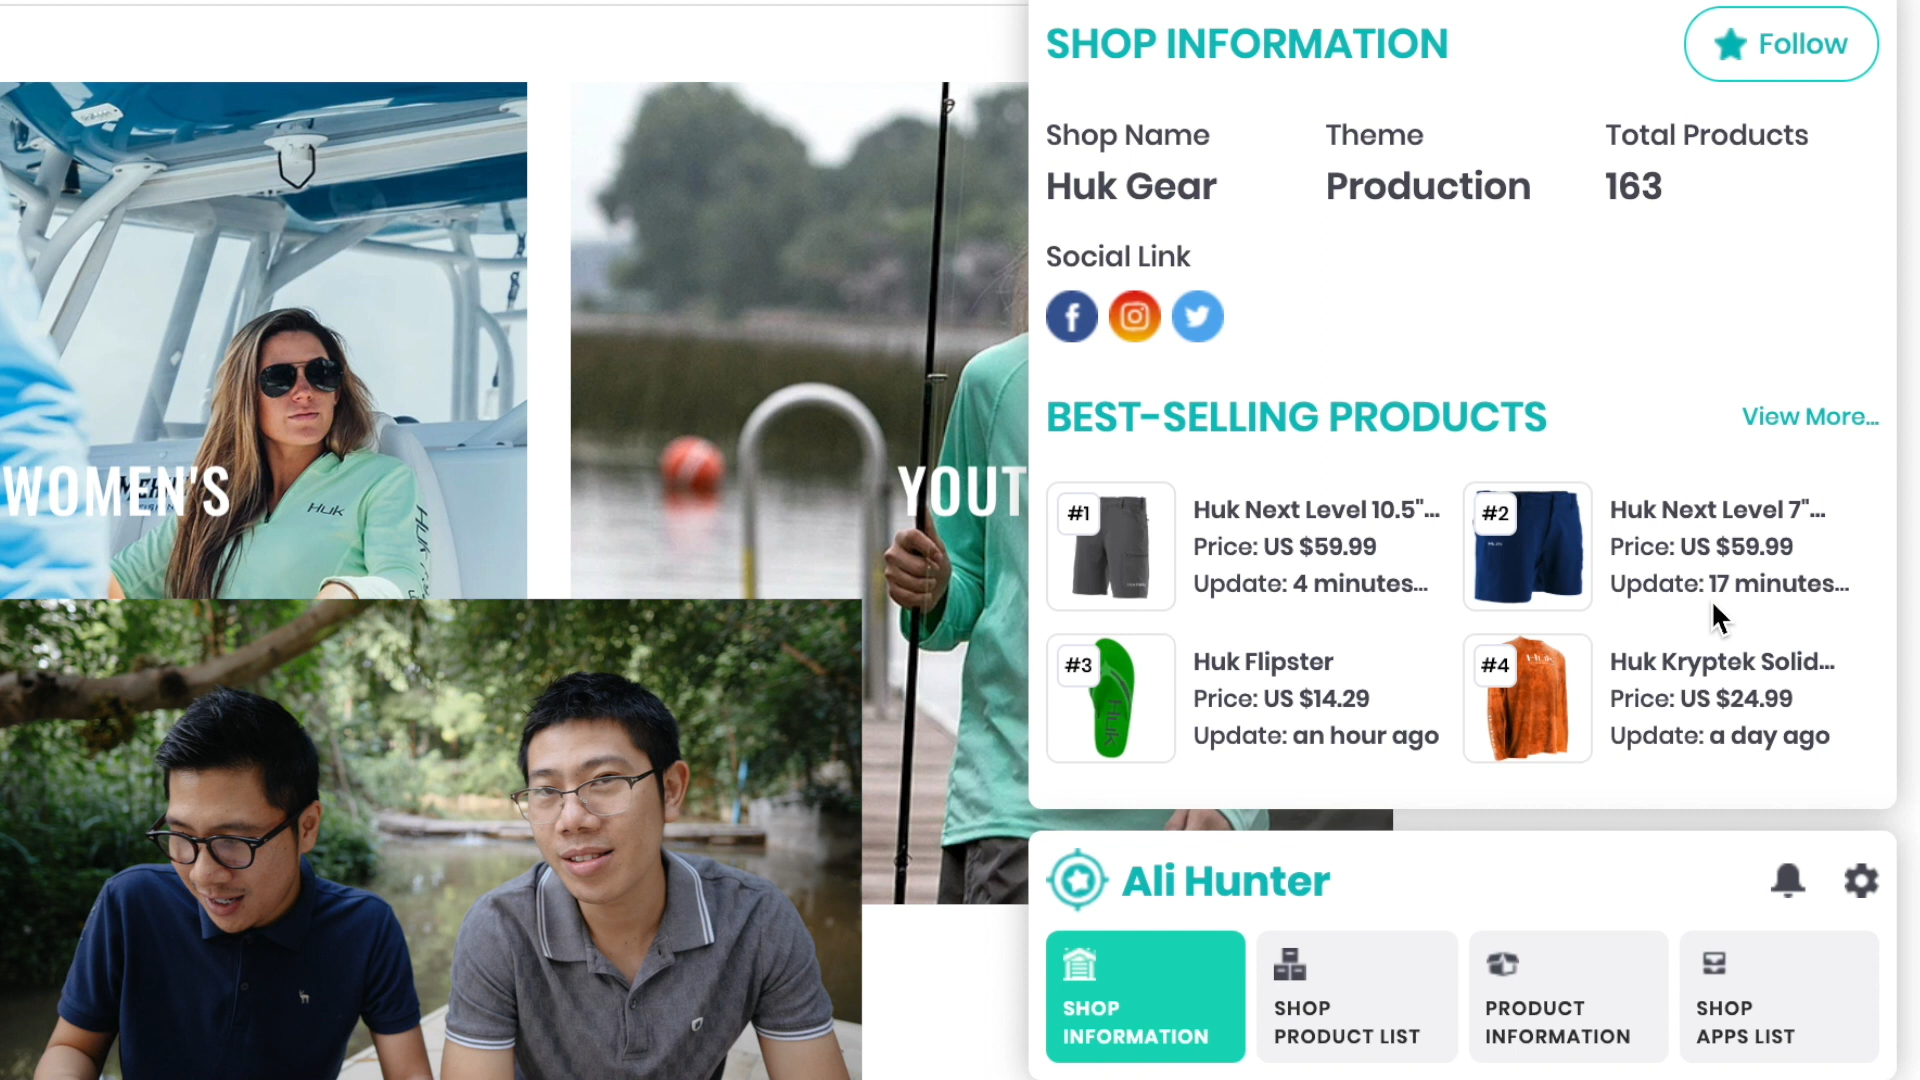 WOMEN'S
Huk
YOUT
SHOP INFORMATION
Follow
Shop Name
Theme
Total Products
Huk Gear
Production
163
Social Link
BEST-SELLING PRODUCTS
View More...
#1
Huk Next Level 10.5"...
Price: US $59.99
Update: 4 minutes...
#2
Huk Next Level 7"...
Price: US $59.99
Update: 17 minutes...
#3
Huk
Huk Flipster
Price: US $14.29
Update: an hour ago
#4
Huk
Huk Kryptek Solid...
Price: US $24.99
Update: a day ago
Ali Hunter
SHOP
INFORMATION
SHOP
PRODUCT LIST
PRODUCT
INFORMATION
SHOP
APPS LIST